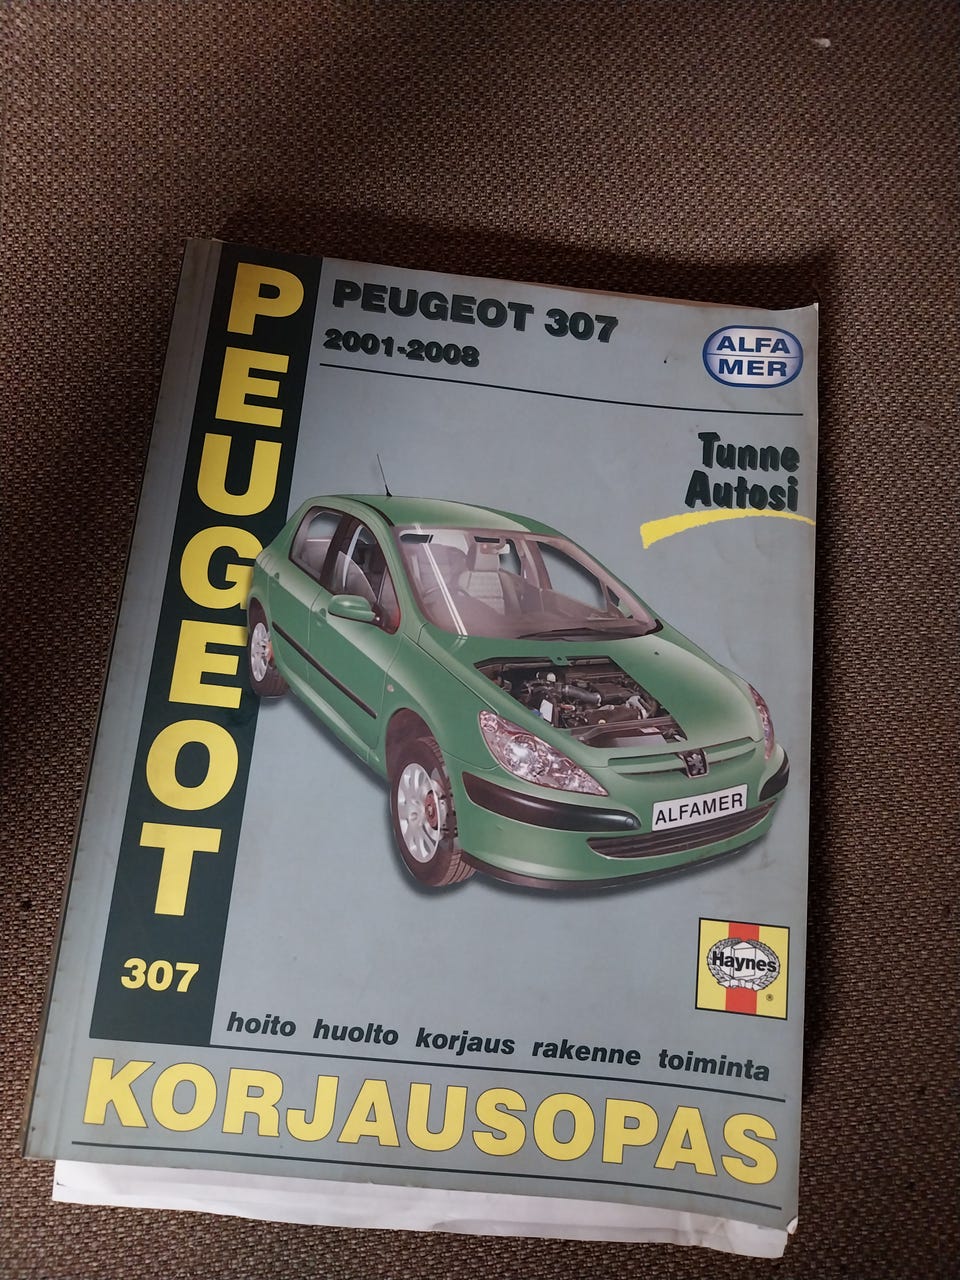 PEUGEOT
307
PEUGEOT 307
2001-2008
ALFA
MER
Tunne
Autosi
ALFAMER
Haynes
®
hoito huolto korjaus rakenne toiminta
KORJAUSOPAS